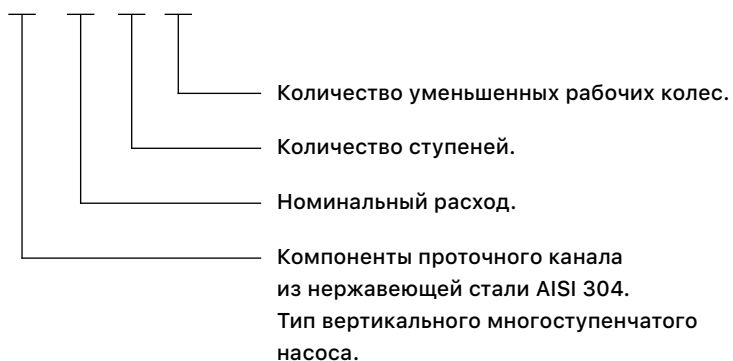 Количество уменьшенных рабочих колес.
Количество ступеней.
Номинальный расход.
Компоненты проточного канала
из нержавеющей стали AISI 304.
Тип вертикального многоступенчатого
насоса.